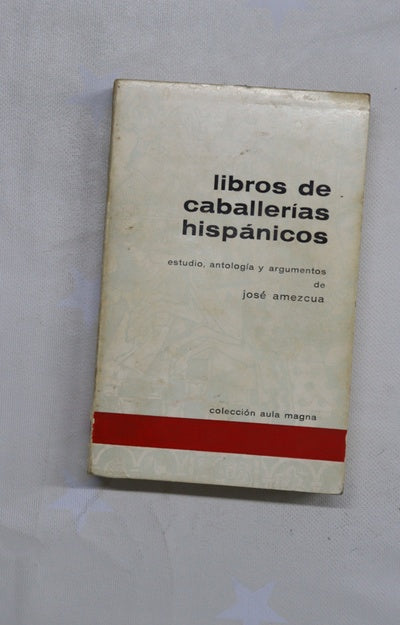 libros de
caballerías
hispánicos
estudio, antología y argumentos
de
josé amezcua
colección aula magna